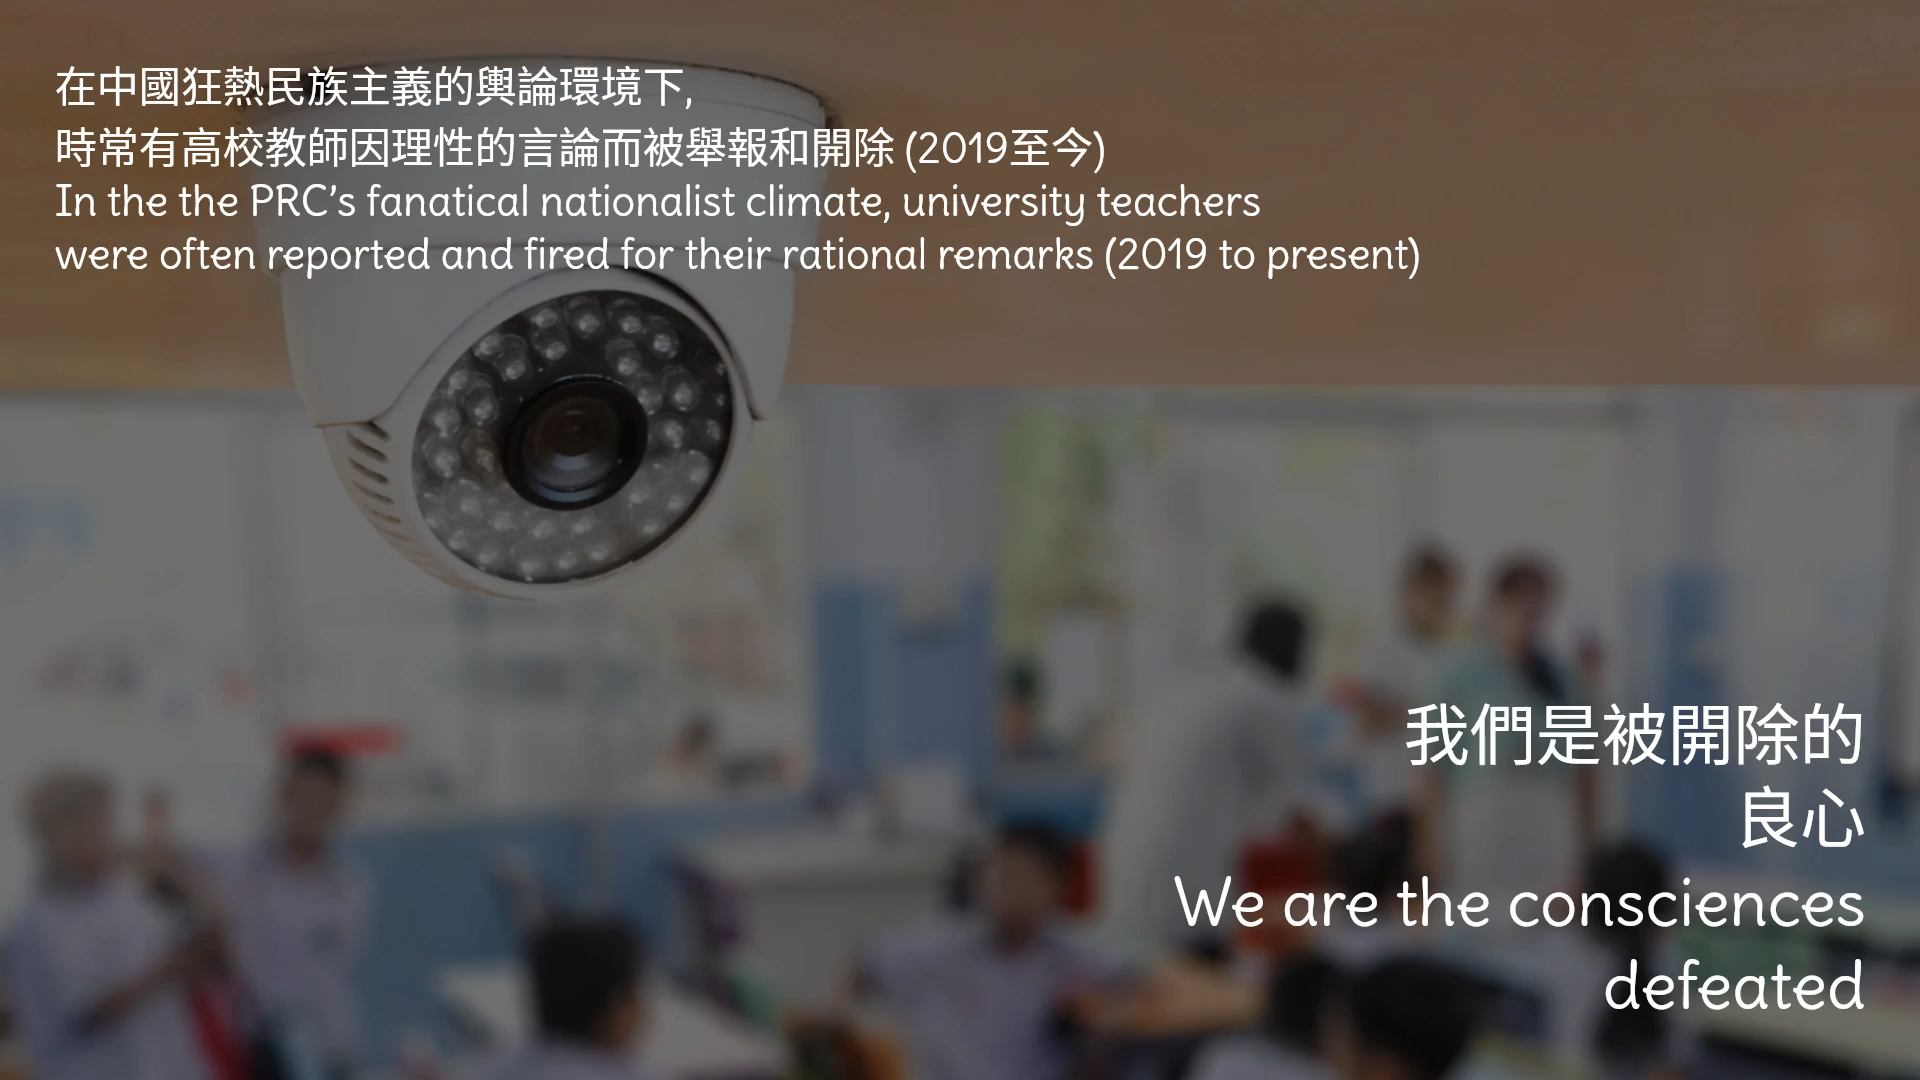 在中國狂熱民族主義的輿論環境下,
時常有高校教師因理性的言論而被舉報和開除 (2019至今)
In the the PRC's fanatical nationalist climate, university teachers
were often reported and fired for their rational remarks (2019 to present)
我們是被開除的
良心
We are the consciences
defeated